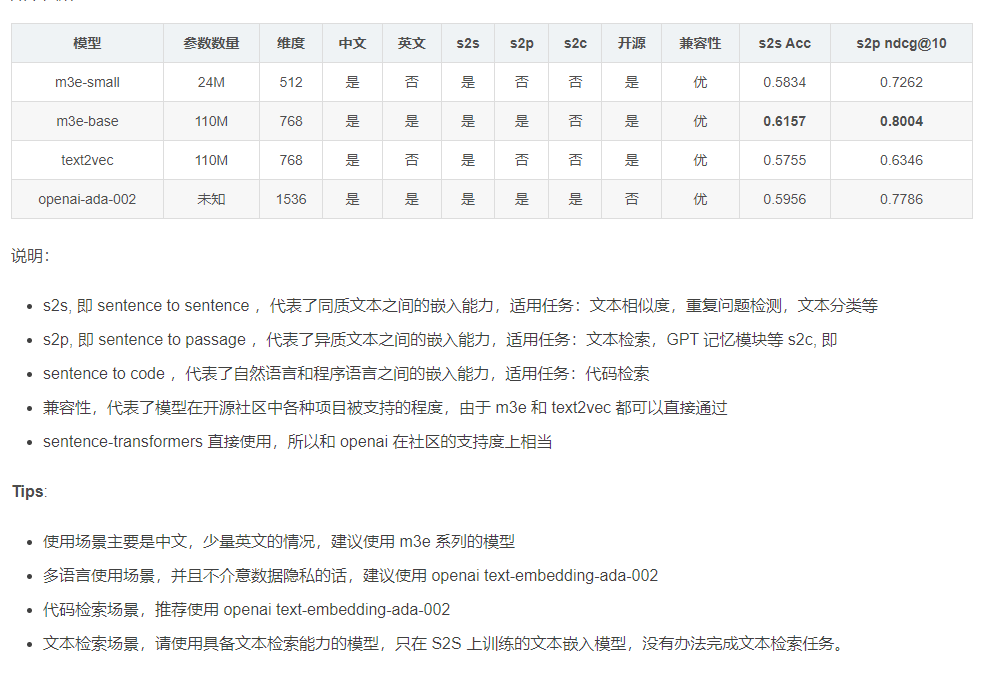 模型 参数数量 维度 中文 英文 s2s s2p s2c 开源 兼容性 s2s Acc s2p ndcg@10
m3e-small 24M 512 是 否 是 否 否 是 优 0.5834 0.7262
m3e-base 110M 768 是 是 是 是 否 是 优 0.6157 0.8004
text2vec 110M 768 是 否 是 否 否 是 优 0.5755 0.6346
openai-ada-002 未知 1536 是 是 是 是 是 否 优 0.5956 0.7786
说明：
s2s, 即 sentence to sentence ，代表了同质文本之间的嵌入能力，适用任务：文本相似度，重复问题检测，文本分类等
s2p, 即 sentence to passage ，代表了异质文本之间的嵌入能力，适用任务：文本检索，GPT 记忆模块等 s2c, 即
sentence to code ，代表了自然语言和程序语言之间的嵌入能力，适用任务：代码检索
兼容性，代表了模型在开源社区中各种项目被支持的程度，由于 m3e 和 text2vec 都可以直接通过
sentence-transformers 直接使用，所以和 openai 在社区的支持度上相当
Tips:
使用场景主要是中文，少量英文的情况，建议使用 m3e 系列的模型
多语言使用场景，并且不介意数据隐私的话，建议使用 openai text-embedding-ada-002
代码检索场景，推荐使用 openai text-embedding-ada-002
文本检索场景，请使用具备文本检索能力的模型，只在 S2S 上训练的文本嵌入模型，没有办法完成文本检索任务。